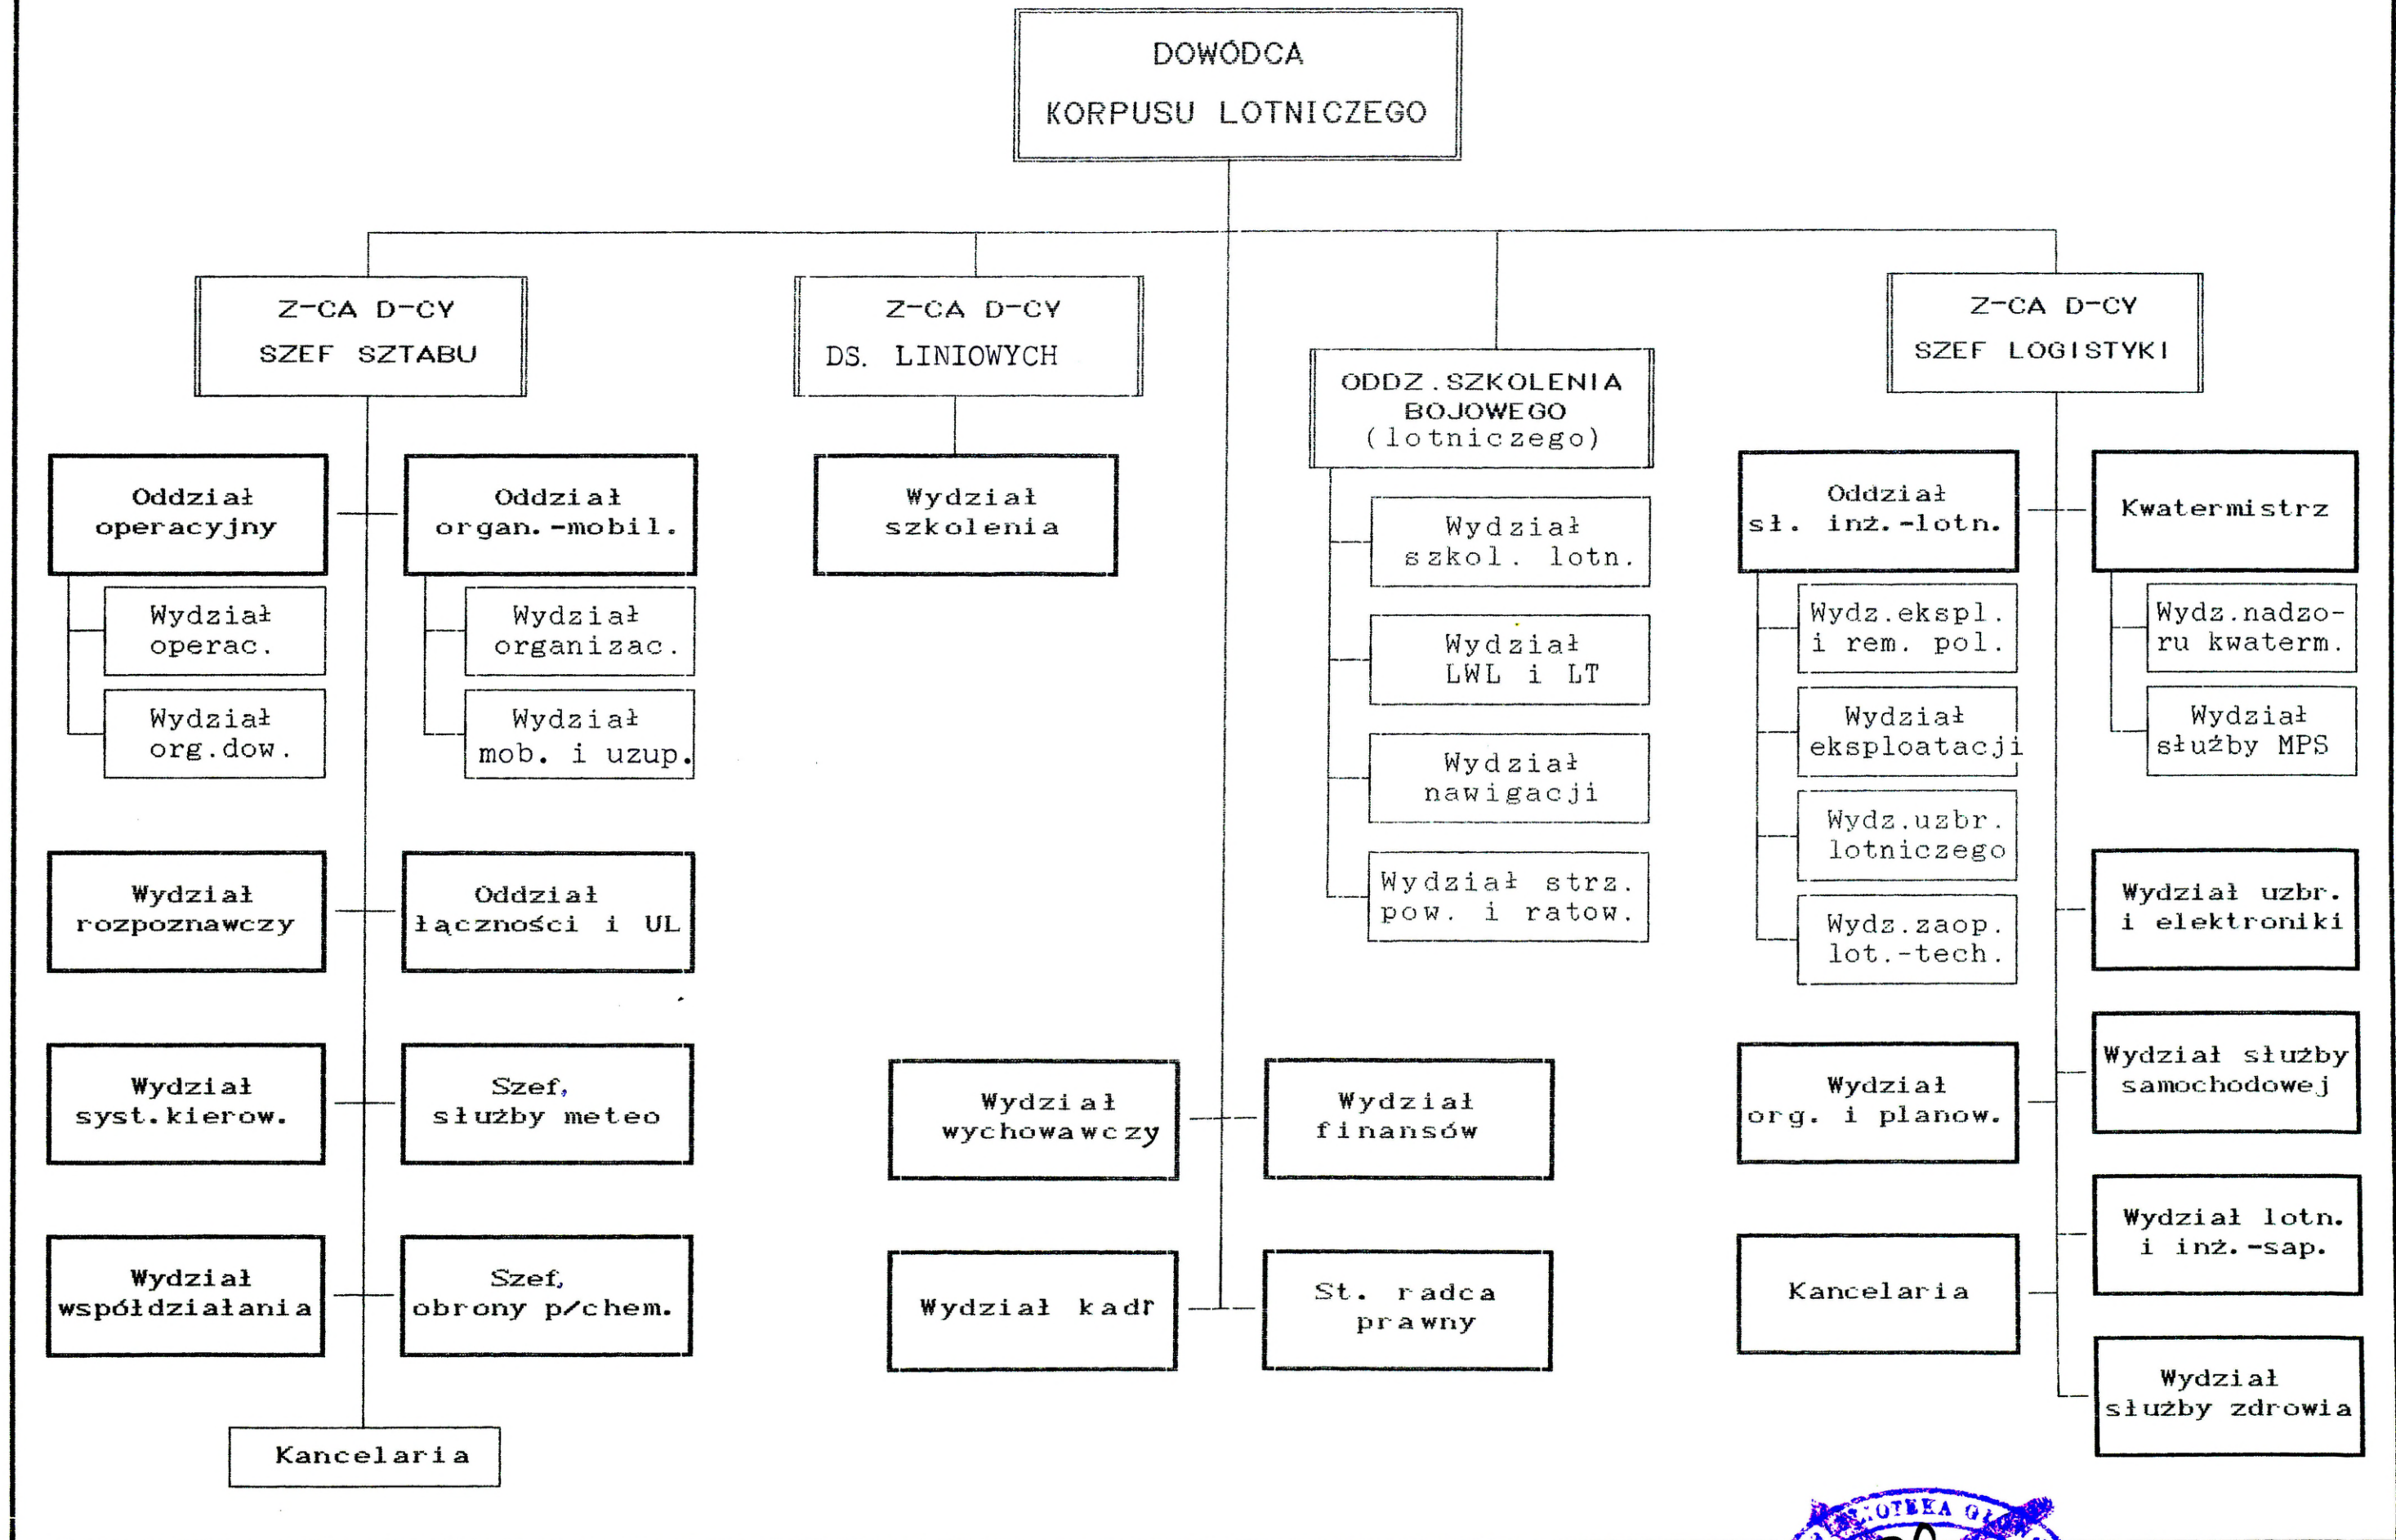 DOWÓDCA
KORPUSU LOTNICZEGO
Z-CA D-CY
SZEF SZTABU
Z-CA D-CY
DS. LINIOWYCH
ODDZ.SZKOLENIA
BOJOWEGO
(lotniczego)
Z-CA D-CY
SZEF LOGISTYKI
Oddział
operacyjny
Wydział
operac.
Wydział
org.dow.
Oddział
organ.-mobil.
Wydział
organizac.
Wydział
mob. i uzup.
Wydział
rozpoznawczy
Oddział
łączności i UL
Wydział
syst.kierow.
Szef,
służby meteo
Wydział
współdziałania
Szef,
obrony p/chem.
Kancelaria
Wydział
szkolenia
Wydział
wychowawczy
Wydział
finansów
Wydział kadr
St. radca
prawny
Wydział
szkol. lotn.
Wydział
LWL i LT
Wydział
nawigacji
Wydział strz.
pow. i ratow.
Oddział
sł. inż.-lotn.
Wydz.ekspl.
i rem. pol.
Wydział
eksploatacji
Wydz.uzbr.
lotniczego
Wydz.zaop.
lot.-tech.
Wydział
org. i planow.
Kancelaria
Kwatermistrz
Wydz.nadzo-
ru kwaterm.
Wydział
służby MPS
Wydział uzbr.
i elektroniki
Wydział służby
samochodowej
Wydział lotn.
i inż.-sap.
Wydział
służby zdrowia